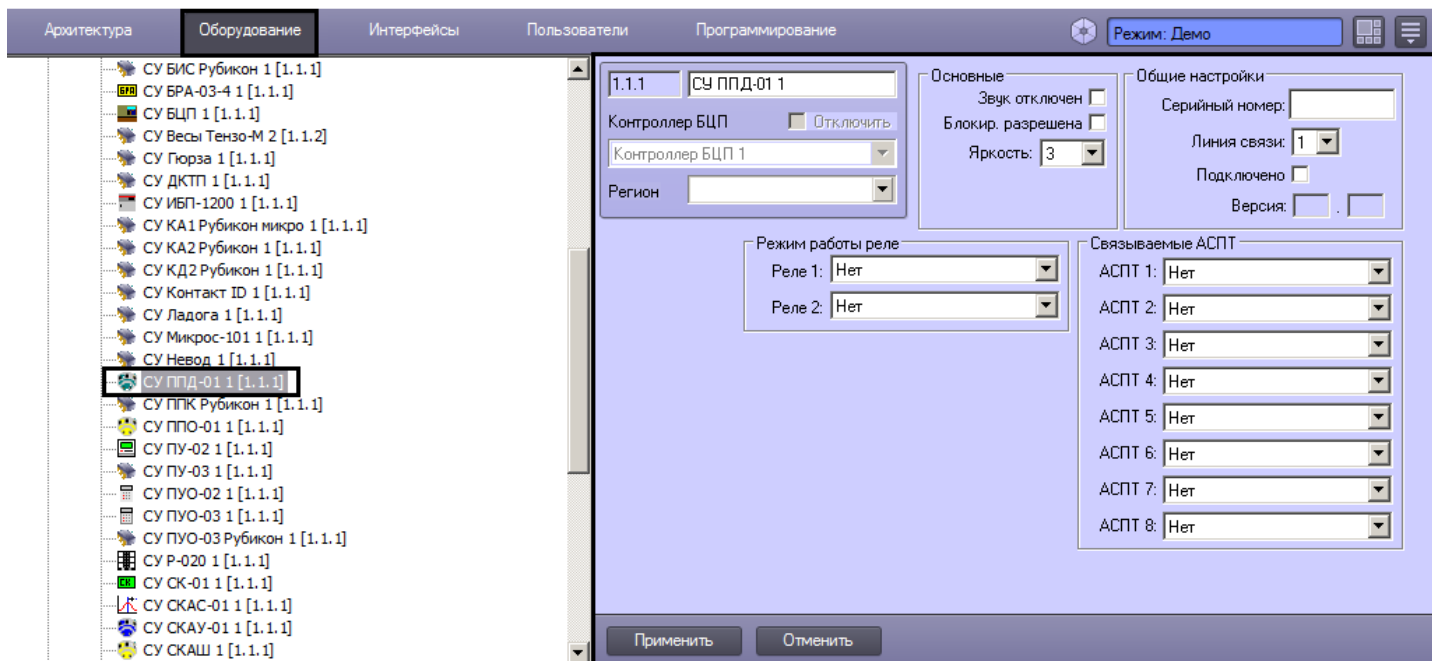 Архитектура Оборудование Интерфейсы Пользователи Программирование Режим: Демо
СУ БИС Рубикон 1 [1.1.1]
БРА СУ БРА-03-4 1 [1.1.1]
СУ БЦП 1 [1.1.1]
СУ Весы Тензо-М 2 [1.1.2]
СУ Гюрза 1 [1.1.1]
СУ ДКТП 1 [1.1.1]
СУ ИБП-1200 1 [1.1.1]
СУ КА1 Рубикон микро 1 [1.1.1]
СУ КА2 Рубикон 1 [1.1.1]
СУ КД2 Рубикон 1 [1.1.1]
СУ Контакт ID 1 [1.1.1]
СУ Ладога 1 [1.1.1]
СУ Микрос-101 1 [1.1.1]
СУ Невод 1 [1.1.1]
СУ ППД-01 1 [1.1.1]
СУ ППК Рубикон 1 [1.1.1]
СУ ППО-01 1 [1.1.1]
СУ ПУ-02 1 [1.1.1]
СУ ПУ-03 1 [1.1.1]
СУ ПУО-02 1 [1.1.1]
СУ ПУО-03 1 [1.1.1]
СУ ПУО-03 Рубикон 1 [1.1.1]
СУ Р-020 1 [1.1.1]
СК СУ СК-01 1 [1.1.1]
СУ СКАС-01 1 [1.1.1]
СУ СКАУ-01 1 [1.1.1]
СУ СКАШ 1 [1.1.1]
1.1.1 СУ ППД-01 1
Контроллер БЦП Отключить
Контроллер БЦП 1
Регион
Основные
Звук отключен
Блокир. разрешена
Яркость: 3
Общие настройки
Серийный номер:
Линия связи: 1
Подключено
Версия: .
Режим работы реле
Реле 1: Нет
Реле 2: Нет
Связываемые АСПТ
АСПТ 1: Нет
АСПТ 2: Нет
АСПТ 3: Нет
АСПТ 4: Нет
АСПТ 5: Нет
АСПТ 6: Нет
АСПТ 7: Нет
АСПТ 8: Нет
Применить Отменить